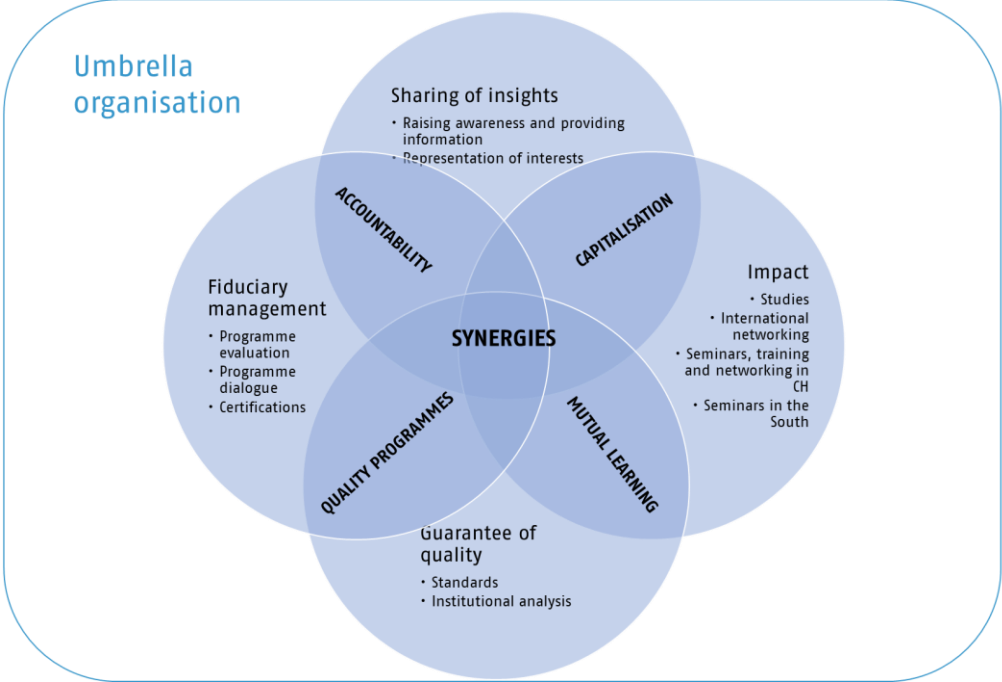 Umbrella
organisation
Sharing of insights
• Raising awareness and providing
information
• Representation of interests
ACCOUNTABILITY
CAPITALISATION
Fiduciary
management
• Programme
evaluation
• Programme
dialogue
• Certifications
Impact
• Studies
• International
networking
• Seminars, training
and networking in
CH
• Seminars in the
South
SYNERGIES
QUALITY PROGRAMMES
MUTUAL LEARNING
Guarantee of
quality
• Standards
• Institutional analysis